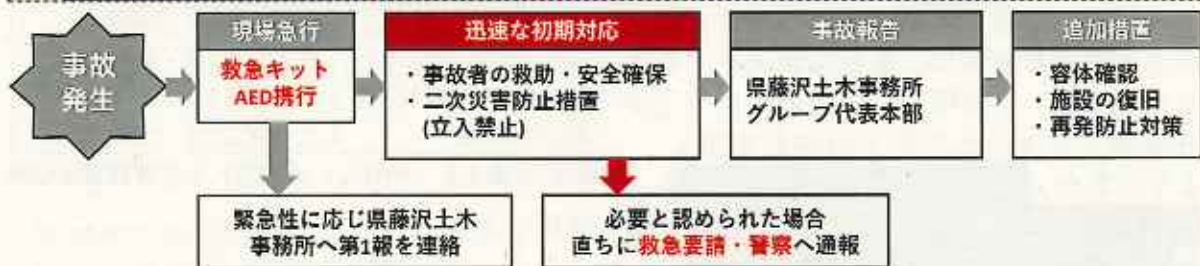 事故
発生
現場急行
救急キット
AED携行
迅速な初期対応
・事故者の救助・安全確保
・二次災害防止措置
(立入禁止)
事故報告
県藤沢土木事務所
グループ代表本部
追加措置
・容体確認
・施設の復旧
・再発防止対策
緊急性に応じ県藤沢土木
事務所へ第1報を連絡
必要と認められた場合
直ちに救急要請・警察へ通報